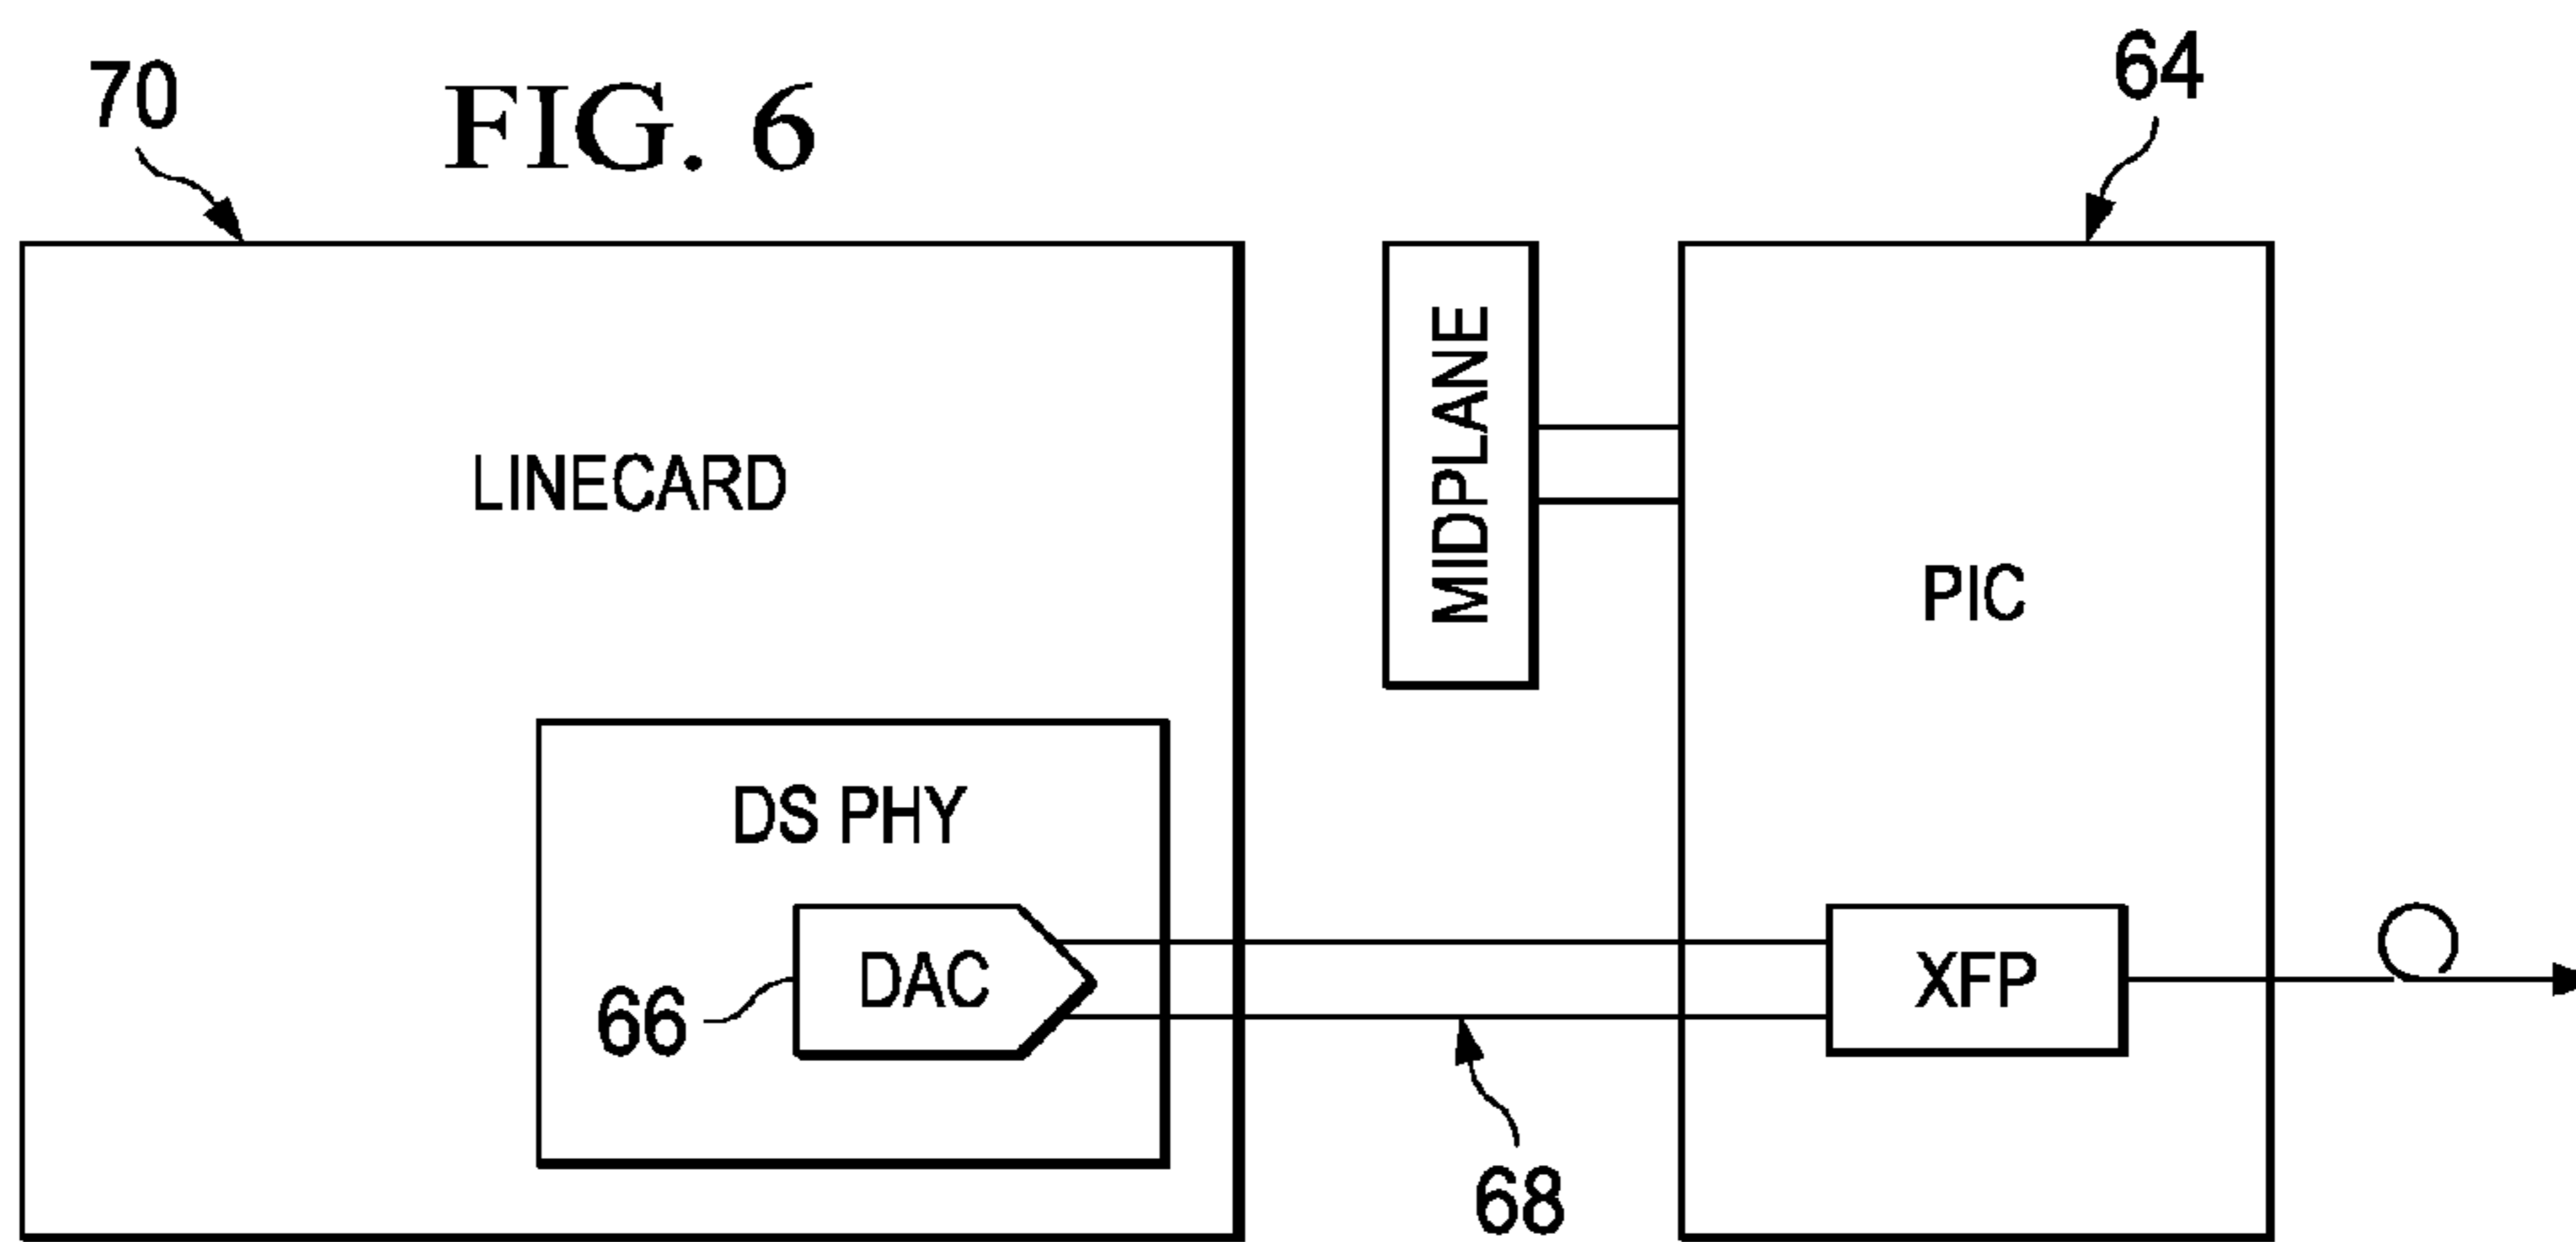 70
FIG. 6
64
LINECARD
MIDPLANE
PIC
DS PHY
DAC
XFP
66
68